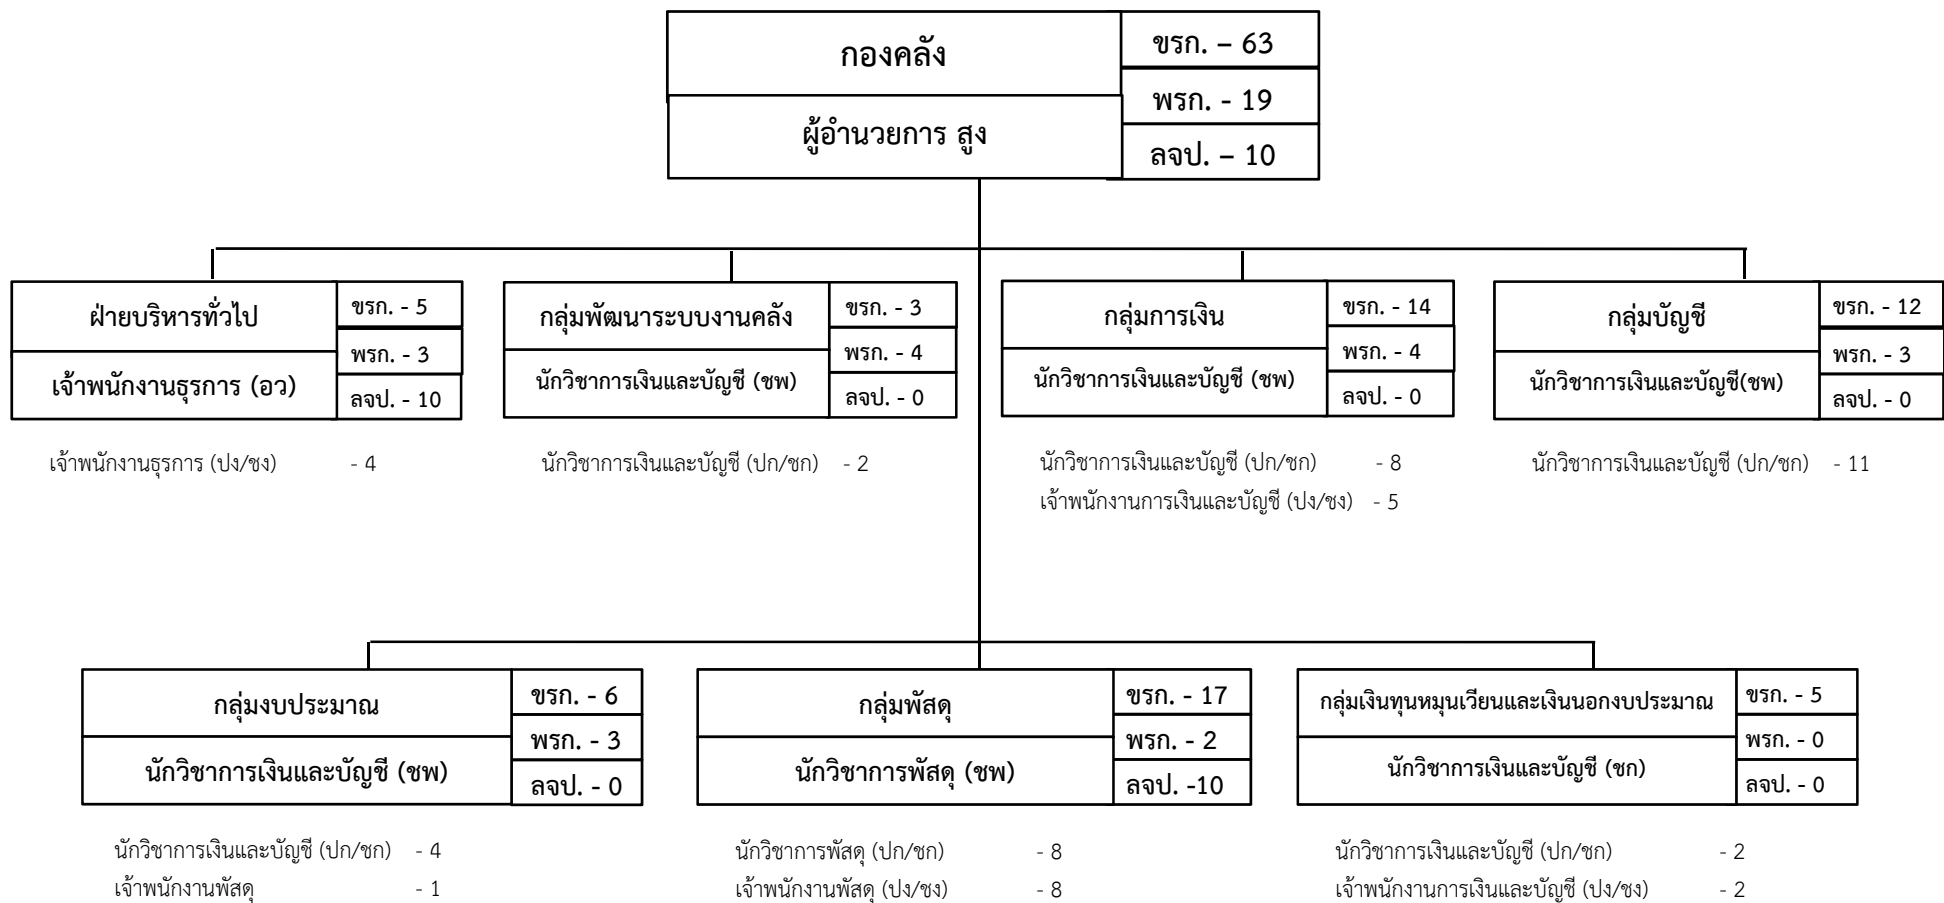 กองคลัง
ขรก. – 63
พรก. - 19
ผู้อำนวยการ สูง
ลจป. – 10
ฝ่ายบริหารทั่วไป
ขรก. - 5
พรก. - 3
เจ้าพนักงานธุรการ (อว)
ลจป. - 10
เจ้าพนักงานธุรการ (ปง/ชง) - 4
กลุ่มพัฒนาระบบงานคลัง
ขรก. - 3
พรก. - 4
นักวิชาการเงินและบัญชี (ชพ)
ลจป. - 0
นักวิชาการเงินและบัญชี (ปก/ชก) - 2
กลุ่มการเงิน
ขรก. - 14
พรก. - 4
นักวิชาการเงินและบัญชี (ชพ)
ลจป. - 0
นักวิชาการเงินและบัญชี (ปก/ชก) - 8
เจ้าพนักงานการเงินและบัญชี (ปง/ชง) - 5
กลุ่มบัญชี
ขรก. - 12
พรก. - 3
นักวิชาการเงินและบัญชี(ชพ)
ลจป. - 0
นักวิชาการเงินและบัญชี (ปก/ชก) - 11
กลุ่มงบประมาณ
ขรก. - 6
พรก. - 3
นักวิชาการเงินและบัญชี (ชพ)
ลจป. - 0
นักวิชาการเงินและบัญชี (ปก/ชก) - 4
เจ้าพนักงานพัสดุ - 1
กลุ่มพัสดุ
ขรก. - 17
พรก. - 2
นักวิชาการพัสดุ (ชพ)
ลจป. -10
นักวิชาการพัสดุ (ปก/ชก) - 8
เจ้าพนักงานพัสดุ (ปง/ชง) - 8
กลุ่มเงินทุนหมุนเวียนและเงินนอกงบประมาณ
ขรก. - 5
พรก. - 0
นักวิชาการเงินและบัญชี (ชก)
ลจป. - 0
นักวิชาการเงินและบัญชี (ปก/ชก) - 2
เจ้าพนักงานการเงินและบัญชี (ปง/ชง) - 2